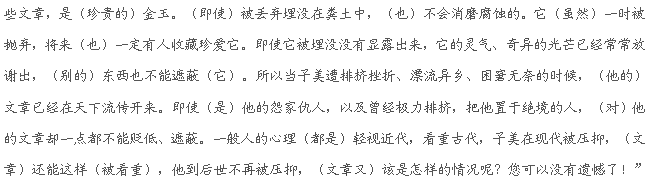 些文章，是（珍贵的）金玉。（即使）被丢弃埋没在粪土中，（也）不会消磨腐蚀的。它（虽然）一时被
抛弃，将来（也）一定有人收藏珍爱它。即使它被埋没没有显露出来，它的灵气、奇异的光芒已经常常放
谢出，（别的）东西也不能遮蔽（它）。所以当子美遭排挤挫折、漂流异乡、困窘无奈的时候，（他的）
文章已经在天下流传开来。即使（是）他的怨家仇人，以及曾经极力排挤，把他置于绝境的人，（对）他
的文章却一点都不能贬低、遮蔽。一般人的心理（都是）轻视近代，看重古代，子美在现代被压抑，（文
章）还能这样（被看重），他到后世不再被压抑，（文章又）该是怎样的情况呢？您可以没有遗憾了！”